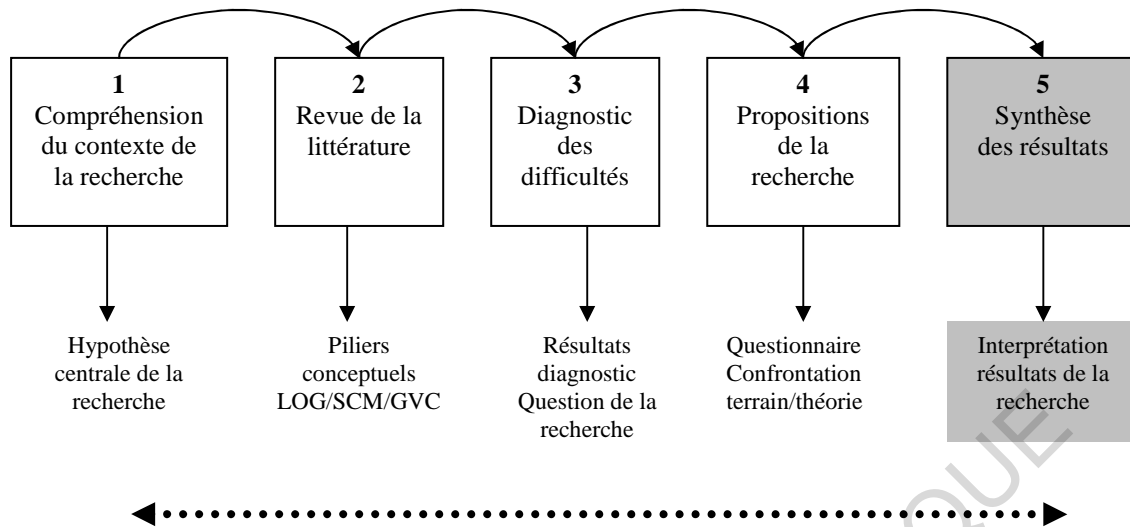 1
Compréhension
du contexte de
la recherche
2
Revue de la
littérature
3
Diagnostic
des
difficultés
4
Propositions
de la
recherche
5
Synthèse
des résultats
Hypothèse
centrale de la
recherche
Piliers
conceptuels
LOG/SCM/GVC
Résultats
diagnostic
Question de la
recherche
Questionnaire
Confrontation
terrain/théorie
Interprétation
résultats de la
recherche
QUE